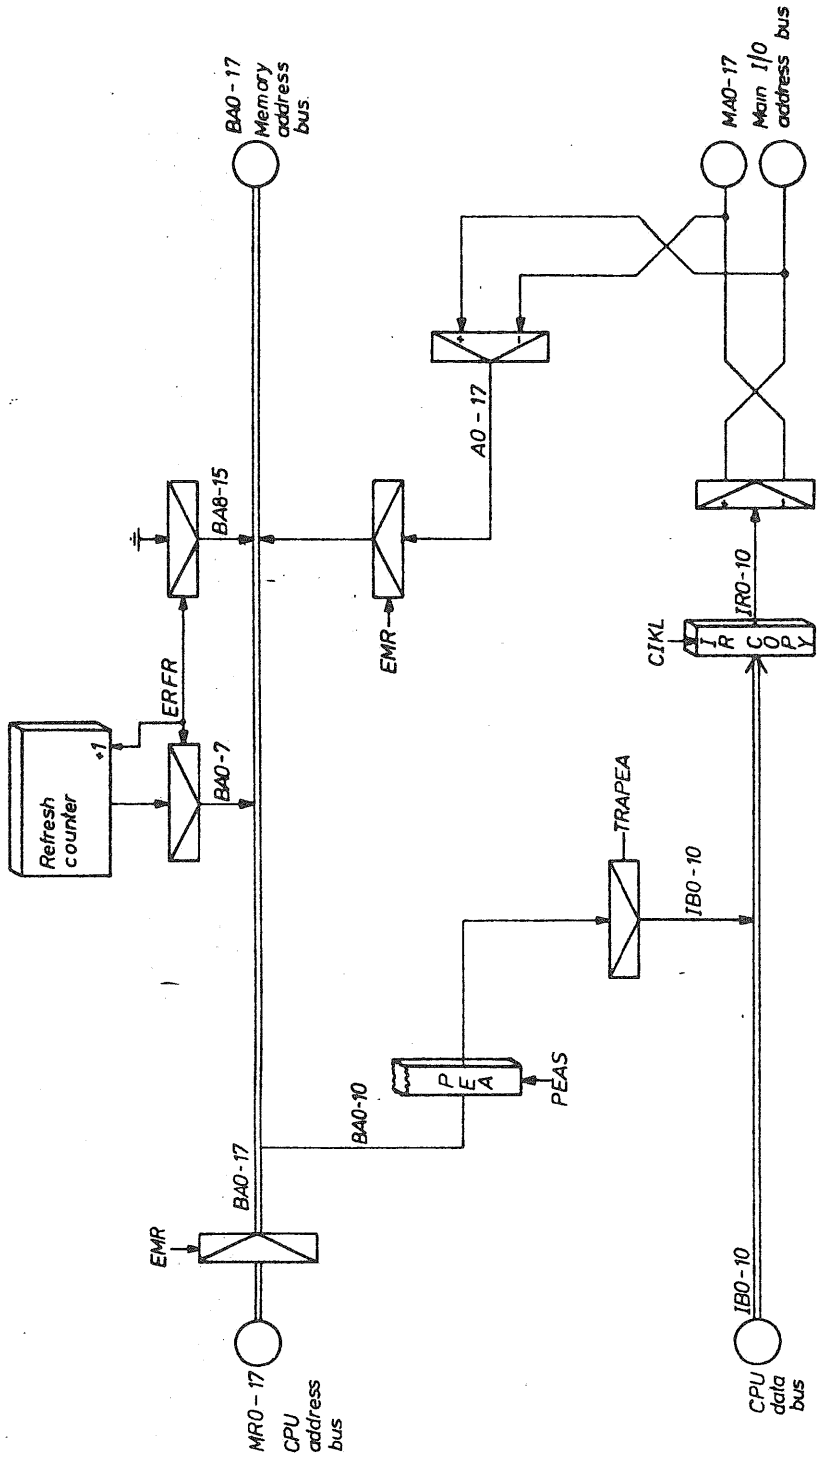 MR0-17
CPU
address
bus
EMR
BA0-17
BA0-10
P
E
A
PEAS
Refresh
counter
+1
ERFR
BA0-7
BA8-15
BA0-17
Memory
address
bus.
EMR
A0-17
+
-
TRAPEA
IB0-10
CPU
data
bus
IB0-10
CIKL
IR
COPY
IR0-10
+
-
MA0-17
Main I/O
address bus